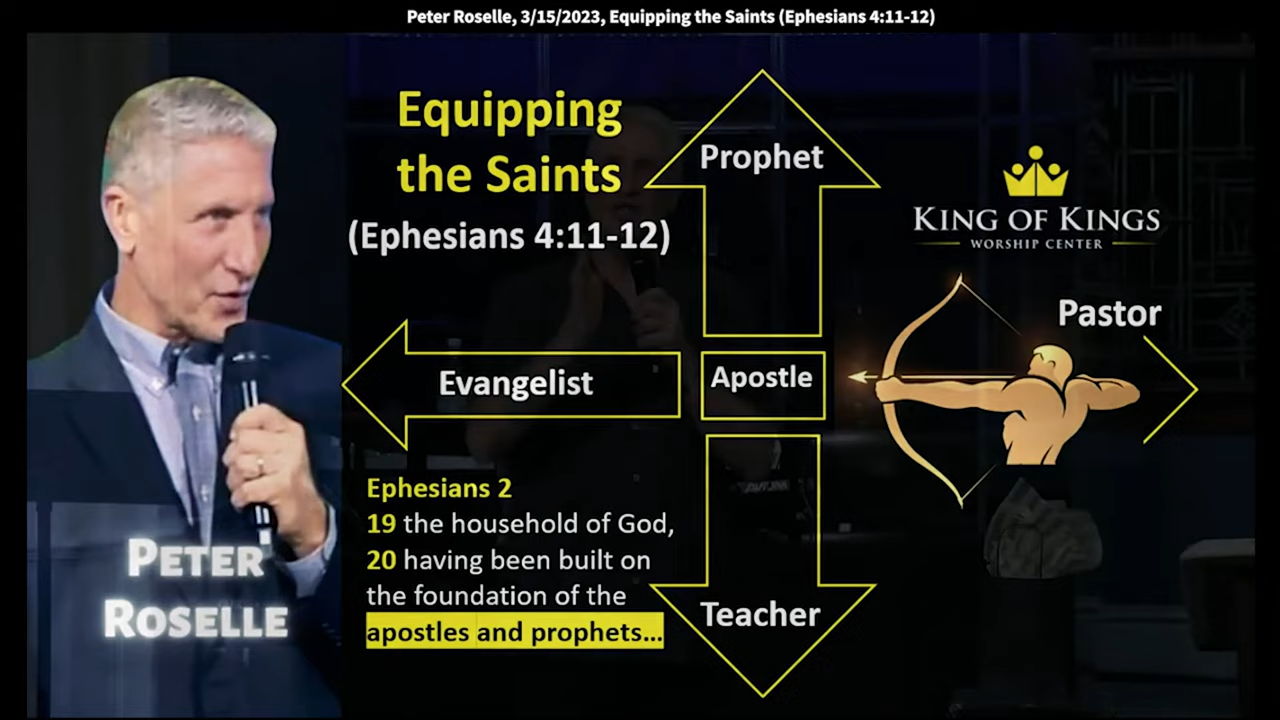 Peter Roselle, 3/15/2023, Equipping the Saints (Ephesians 4:11-12)
Equipping
the Saints
(Ephesians 4:11-12)
Prophet
KING OF KINGS
WORSHIP CENTER
Pastor
Evangelist
Apostle
Ephesians 2
19 the household of God,
20 having been built on
the foundation of the
apostles and prophets...
Teacher
PETER
ROSELLE